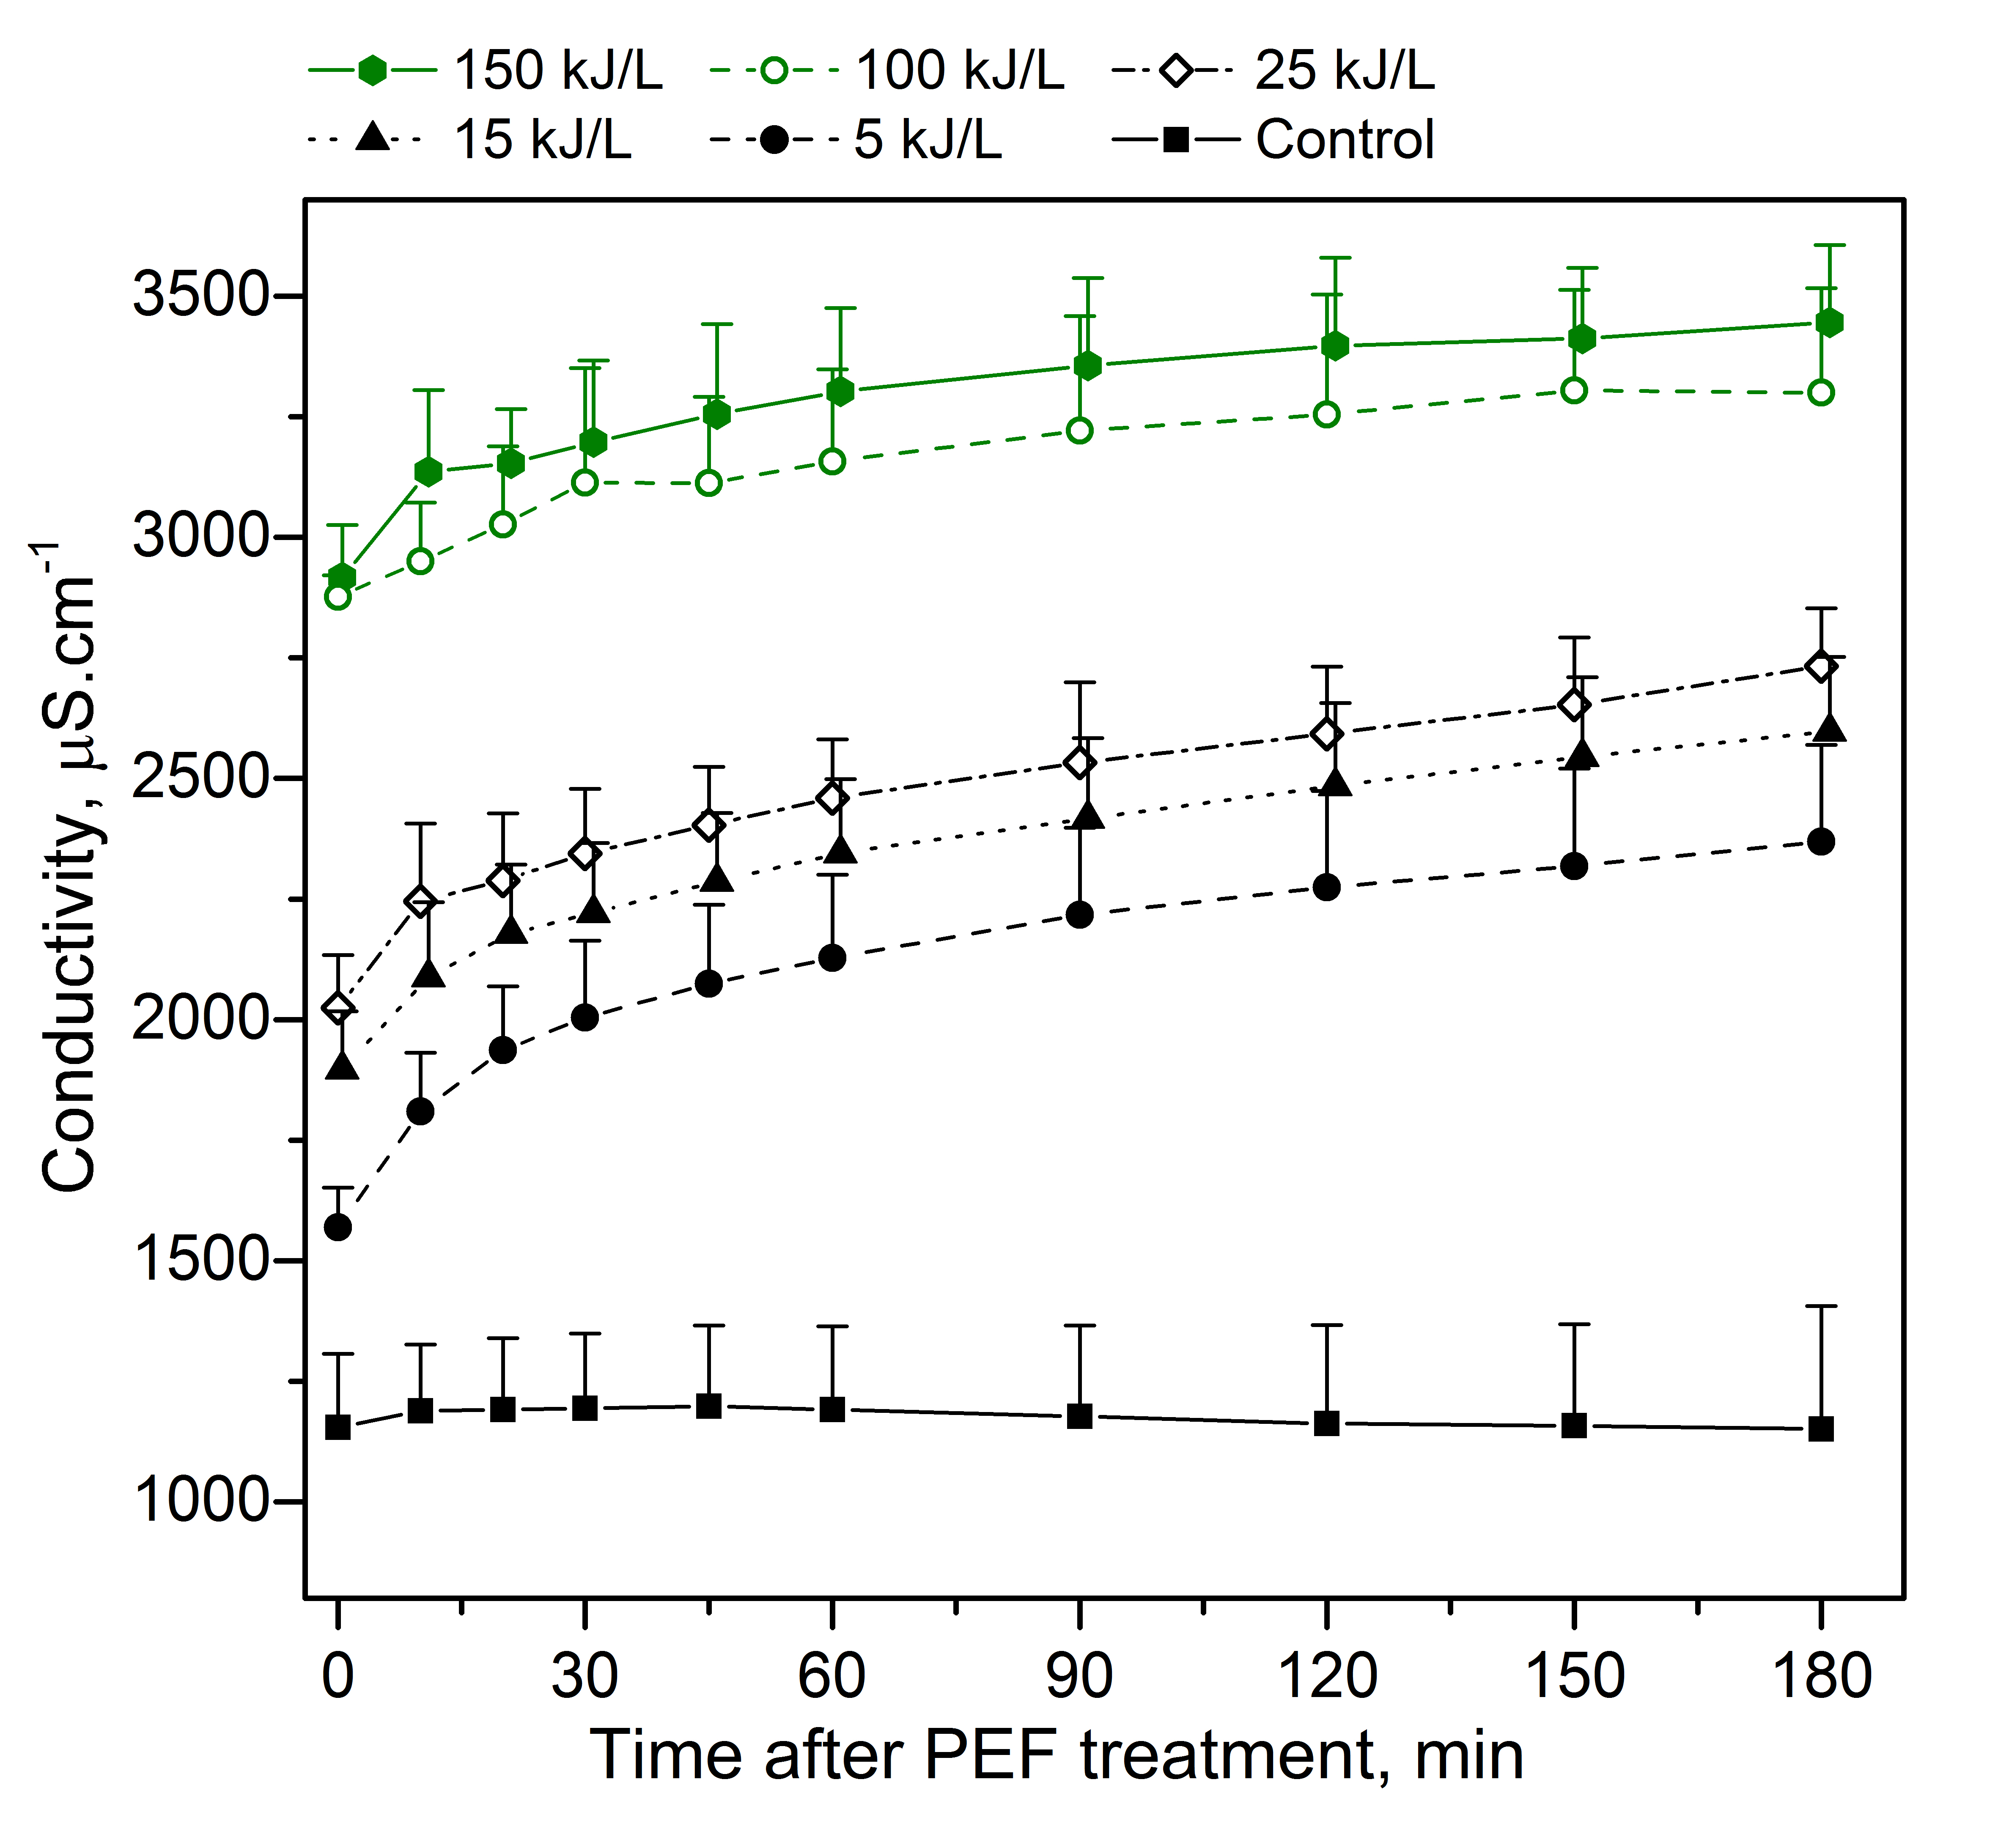 150 kJ/L 100 kJ/L 25 kJ/L
15 kJ/L 5 kJ/L Control
3500
3000
2500
2000
1500
1000
Conductivity, µS.cm⁻¹
0 30 60 90 120 150 180
Time after PEF treatment, min